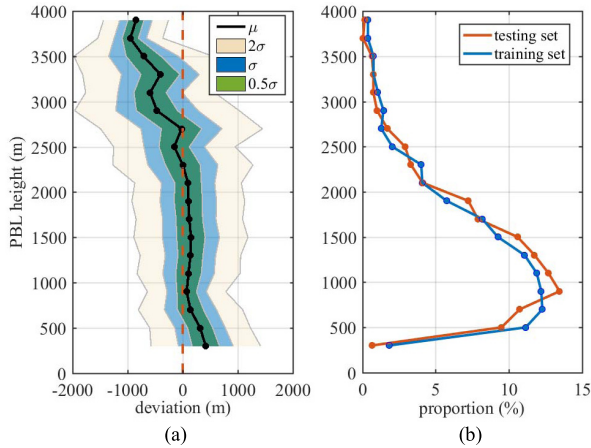 4000
3500
3000
2500
2000
1500
1000
500
0
PBL height (m)
μ
2σ
σ
0.5σ
-2000 -1000 0 1000 2000
deviation (m)
(a)
4000
3500
3000
2500
2000
1500
1000
500
0
testing set
training set
0 5 10 15
proportion (%)
(b)